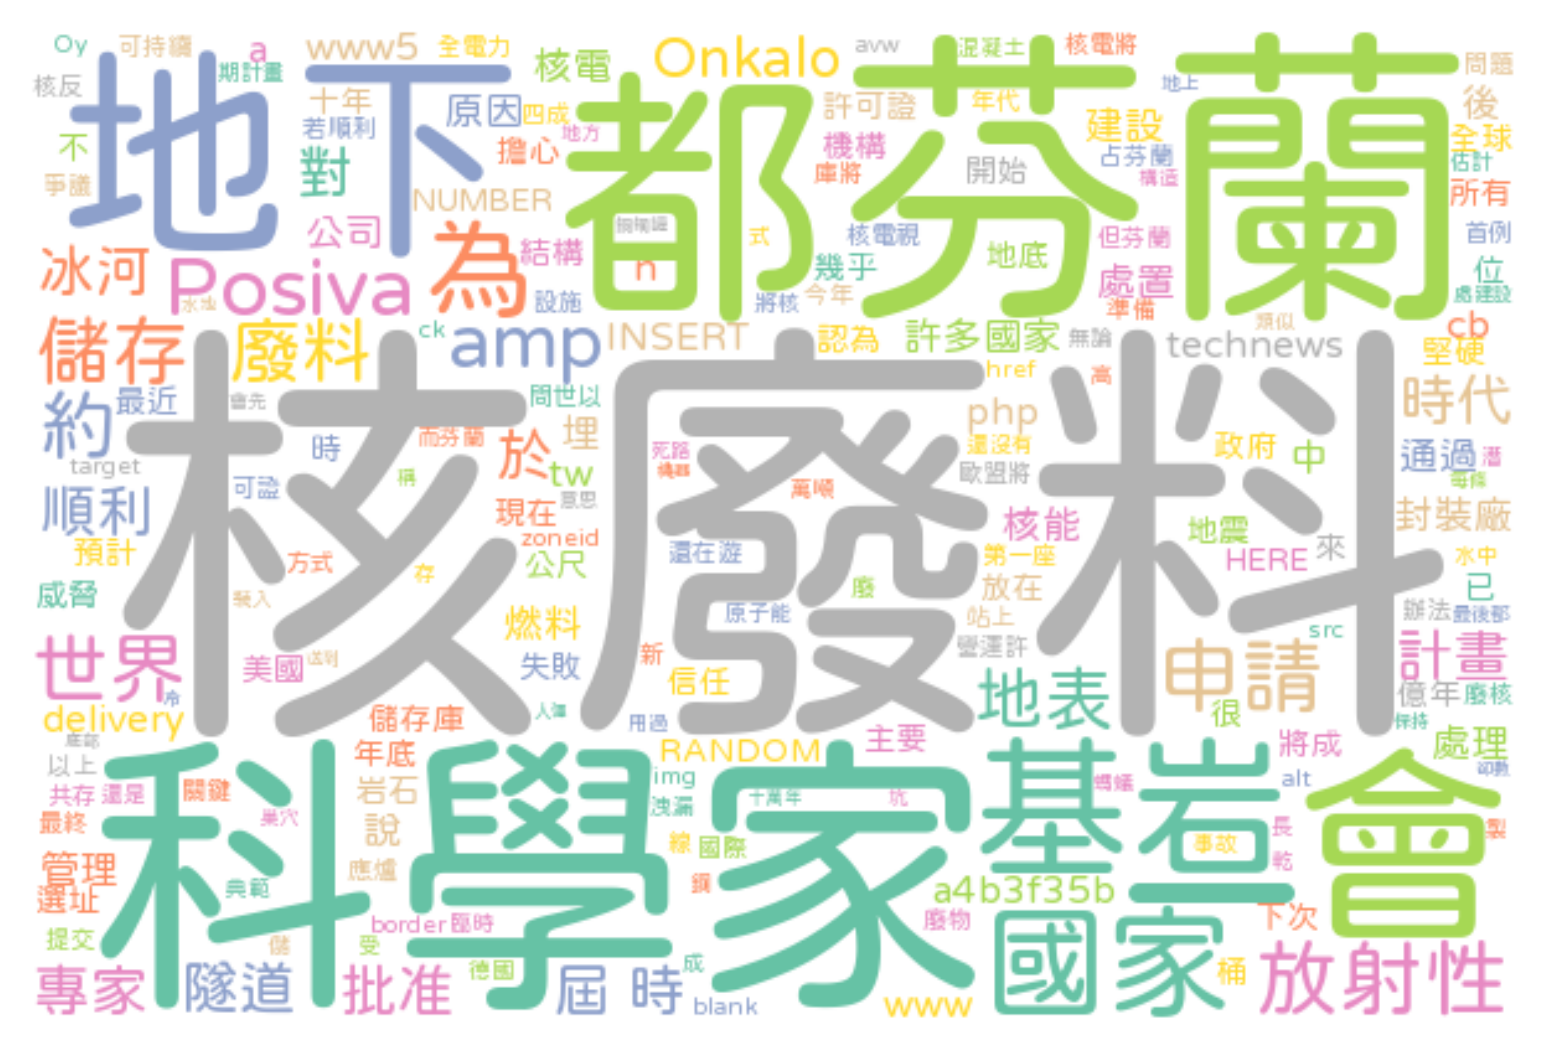 Oy 可持續 a www5 全電力 核電 Onkalo avw 混凝土 核電將 問題
核反 期計畫 地下 都芬蘭 地上 後
十年 原因 四成 許可證 年代 建設 全球
不 若順利 地方 機構 占芬蘭 估計
爭議 對 擔心 庫將 開始 構造 所有
NUMBER
公司 結構 n 式 核電視 地底 但芬蘭 首例
冰河 Posiva 為 幾乎 處置 位
水地 設施 將核 今年 準備 處建設
儲存 廢料 ck amp INSERT 認為 許多國家 無論 類似 technews cb
堅硬
href 高
約 最近 會先 問世以 php 時代
核廢料
時 而芬蘭 於 埋 死路 還沒有 政府 中 通過 潘
target 機器 歐盟將
可證 稱 tw 意思 萬噸 每條
順利 現在 核能 地震 封裝廠
預計 zoneid 還在遊 第一座 HERE 來 水中
方式 存 公尺 放在 已
威脅 裝入 燃料 原子能 廢 站上 辦法 最後都
src
世界 美國 送到 失敗 新 信任 營運許 地表 申請 計畫
冷 億年 廢核
delivery 儲存庫 用過 很 保持
以上 年底 RANDOM 主要 將成 處理
科學家 基岩 會
共存 還是 關鍵 岩石 img 十萬年 坑 螞蟻 alt
洩漏
最終 巢穴 說 線 國際 事故 長 製
管理 應爐 鋼 乾
選址 典範 a4b3f35b
border 臨時 廢物 國家 下次
提交 受 德國
專家 隧道 批准 屆 時 成 blank www 桶 放射性